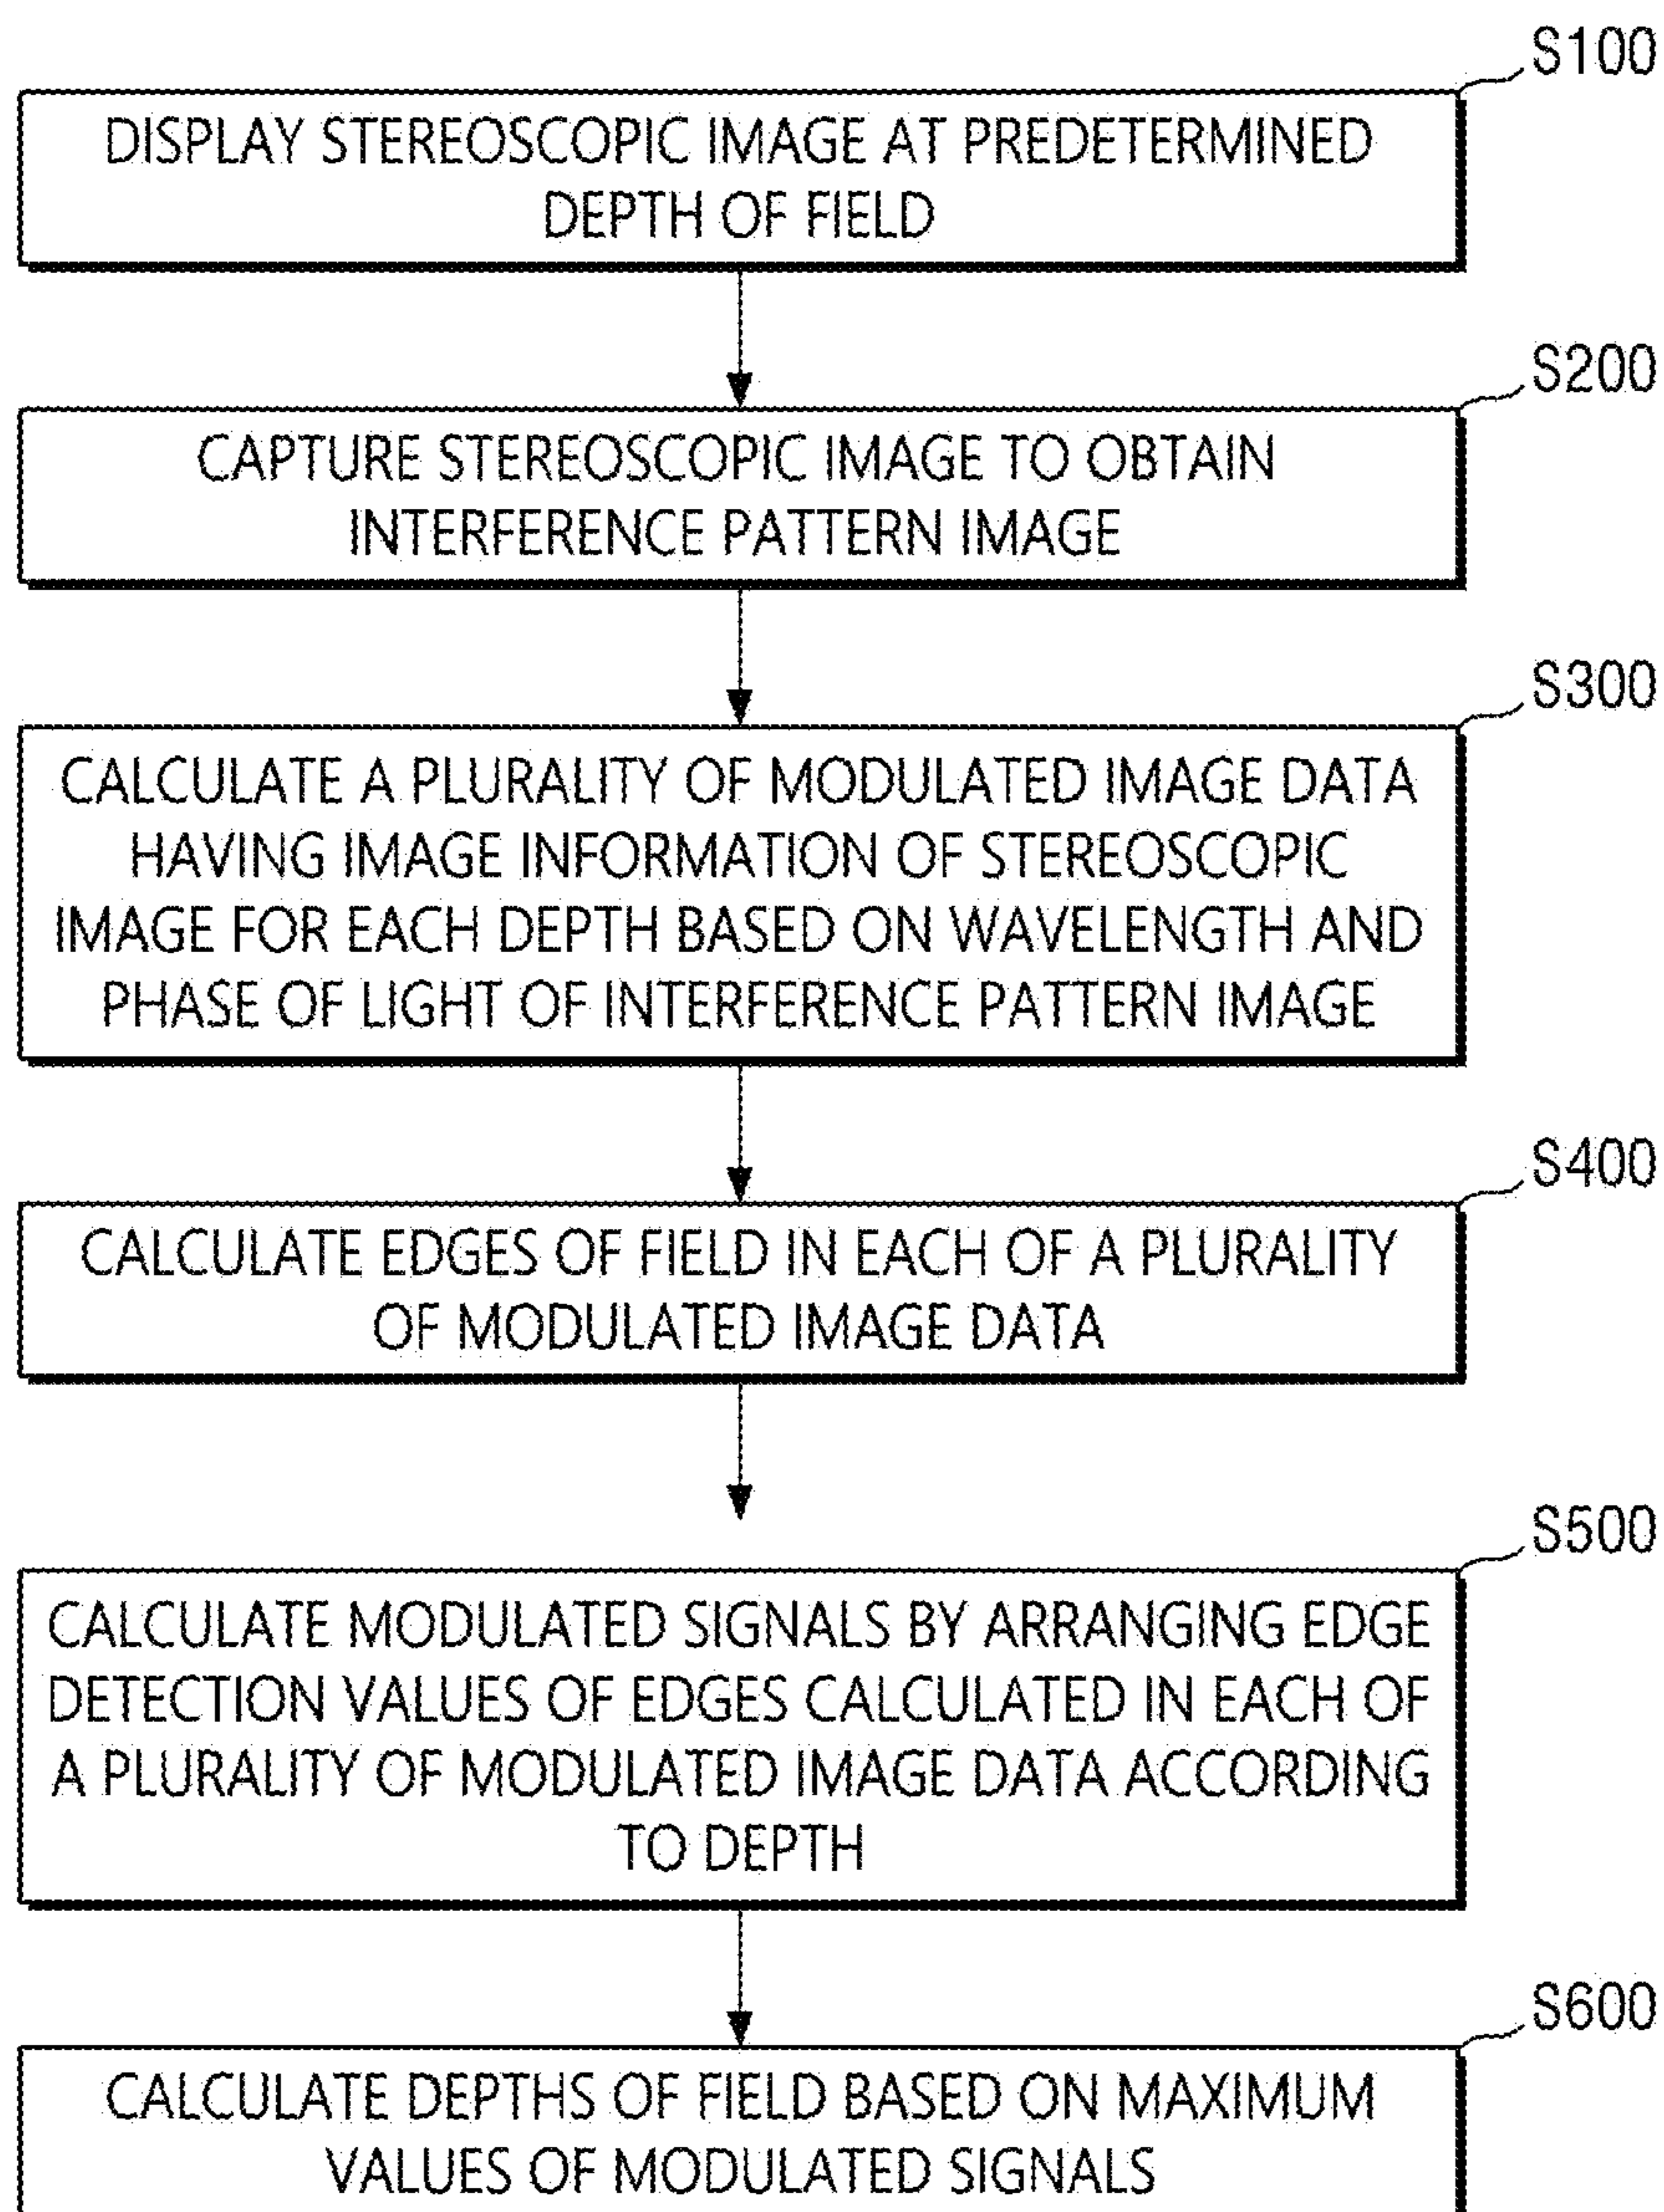 S100
DISPLAY STEREOSCOPIC IMAGE AT PREDETERMINED
DEPTH OF FIELD
S200
CAPTURE STEREOSCOPIC IMAGE TO OBTAIN
INTERFERENCE PATTERN IMAGE
S300
CALCULATE A PLURALITY OF MODULATED IMAGE DATA
HAVING IMAGE INFORMATION OF STEREOSCOPIC
IMAGE FOR EACH DEPTH BASED ON WAVELENGTH AND
PHASE OF LIGHT OF INTERFERENCE PATTERN IMAGE
S400
CALCULATE EDGES OF FIELD IN EACH OF A PLURALITY
OF MODULATED IMAGE DATA
S500
CALCULATE MODULATED SIGNALS BY ARRANGING EDGE
DETECTION VALUES OF EDGES CALCULATED IN EACH OF
A PLURALITY OF MODULATED IMAGE DATA ACCORDING
TO DEPTH
S600
CALCULATE DEPTHS OF FIELD BASED ON MAXIMUM
VALUES OF MODULATED SIGNALS